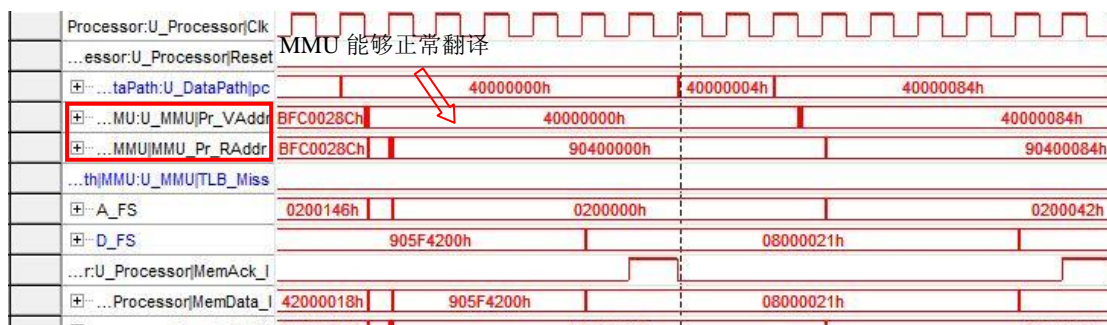 Processor:U_Processor|Clk
MMU 能够正常翻译
...essor:U_Processor|Reset
...taPath:U_DataPath|pc 40000000h 40000004h 40000084h
...MU:U_MMU|Pr_VAddr BFC0028Ch 40000000h 40000084h
...MMU|MMU_Pr_RAddr BFC0028Ch 90400000h 90400084h
...th|MMU:U_MMU|TLB_Miss
A_FS 0200146h 0200000h 0200042h
D_FS 905F4200h 08000021h
...r:U_Processor|MemAck_I
...Processor|MemData_I 42000018h 905F4200h 08000021h